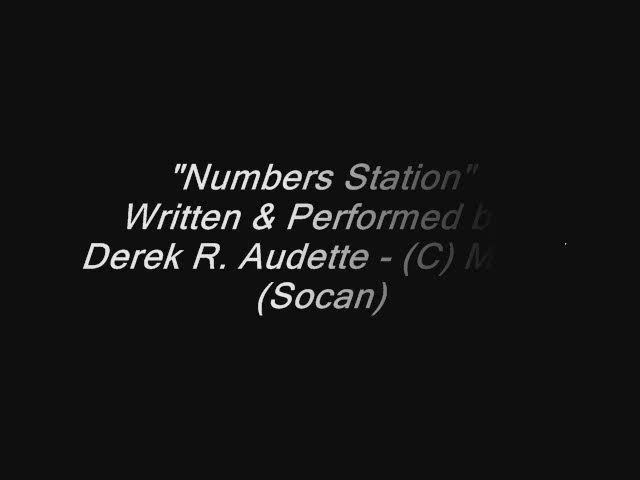 "Numbers Station"
Written & Performed
Derek R. Audette - (C)
(Socan)